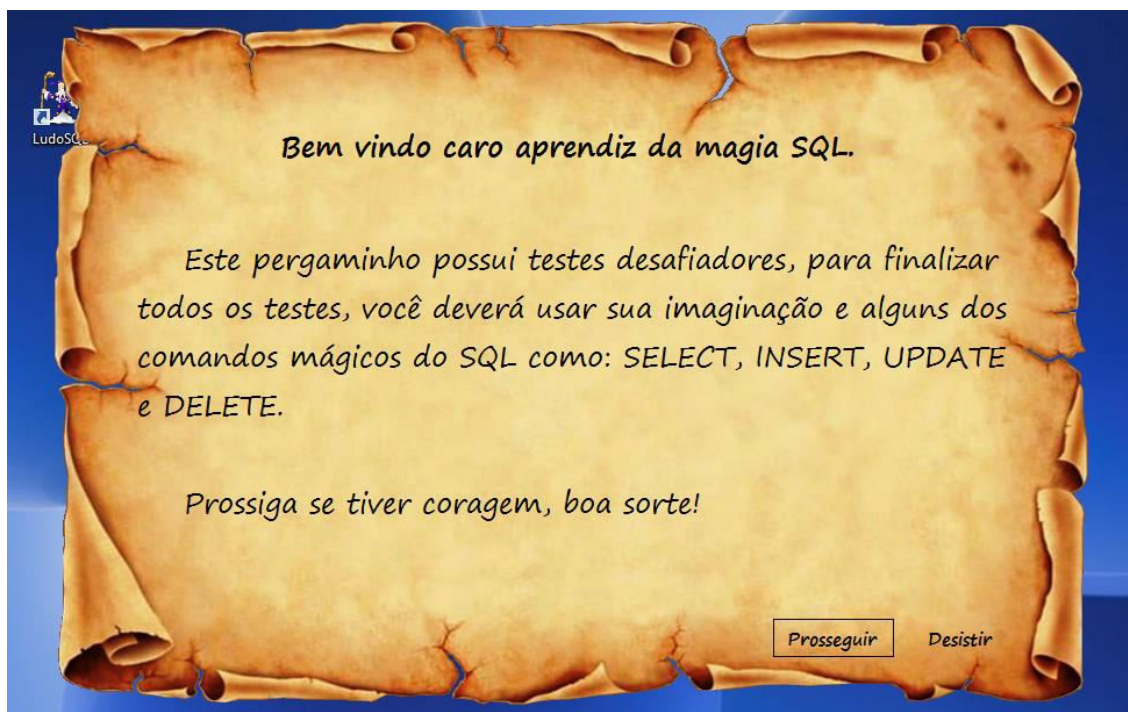 LudoSQL
Bem vindo caro aprendiz da magia SQL.
Este pergaminho possui testes desafiadores, para finalizar
todos os testes, você deverá usar sua imaginação e alguns dos
comandos mágicos do SQL como: SELECT, INSERT, UPDATE
e DELETE.
Prossiga se tiver coragem, boa sorte!
Prosseguir Desistir